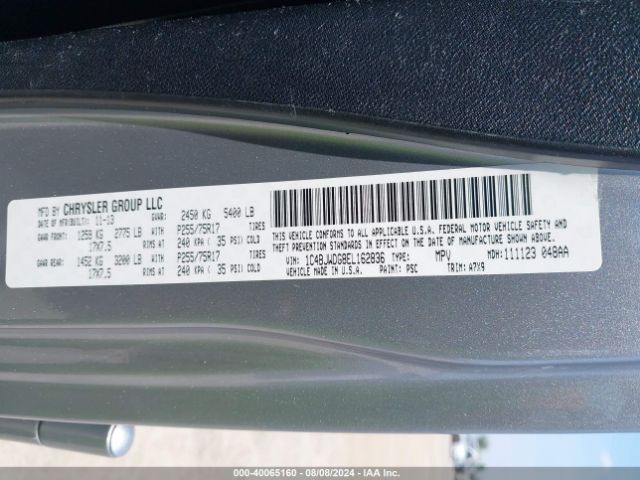 MFD BY CHRYSLER GROUP LLC
DATE OF MFR(BUILT): 11-13 GVWR: 2450 KG 5400 LB
GAWR FRONT: 1259 KG 2775 LB WITH P255/75R17 TIRES
17X7.5 RIMS AT 240 KPA ( 35 PSI) COLD
GAWR REAR: 1452 KG 3200 LB WITH P255/75R17 TIRES
17X7.5 RIMS AT 240 KPA ( 35 PSI) COLD
THIS VEHICLE CONFORMS TO ALL APPLICABLE U.S.A. FEDERAL MOTOR VEHICLE SAFETY AND
THEFT PREVENTION STANDARDS IN EFFECT ON THE DATE OF MANUFACTURE SHOWN ABOVE.
VIN: 1C4BJWDG8EL162836 TYPE: MPV MDH: 111123 048AA
VEHICLE MADE IN U.S.A. PAINT: PSC TRIM: A7X9
000-40065160 - 08/08/2024 - IAA Inc.